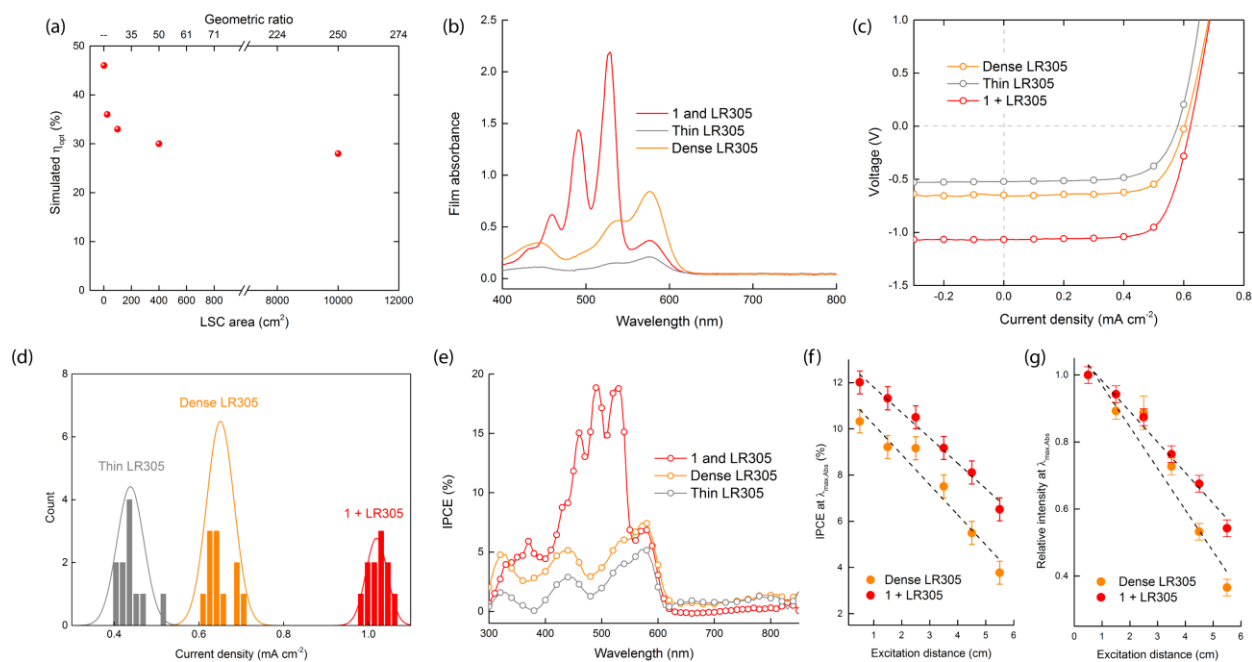 (a)
Geometric ratio
-- 35 50 61 71 224 250 274
50
40
30
20
10
0
Simulated ηopt (%)
0 200 400 600 800 8000 10000 12000
LSC area (cm2)
(b)
2.5
2.0
1.5
1.0
0.5
0.0
Film absorbance
1 and LR305
Thin LR305
Dense LR305
400 500 600 700 800
Wavelength (nm)
(c)
1.0
0.5
0.0
-0.5
-1.0
-1.5
Voltage (V)
Dense LR305
Thin LR305
1 + LR305
-0.2 0.0 0.2 0.4 0.6 0.8
Current density (mA cm-2)
(d)
8
6
4
2
0
Count
Dense LR305
Thin LR305
1 + LR305
0.4 0.6 0.8 1.0
Current density (mA cm-2)
(e)
20
15
10
5
0
IPCE (%)
1 and LR305
Dense LR305
Thin LR305
300 400 500 600 700 800
Wavelength (nm)
(f)
12
10
8
6
4
2
IPCE at λmax,Abs (%)
Dense LR305
1 + LR305
1 2 3 4 5 6
Excitation distance (cm)
(g)
1.0
0.8
0.6
0.4
Relative intensity at λmax,Abs
Dense LR305
1 + LR305
0 1 2 3 4 5 6
Excitation distance (cm)